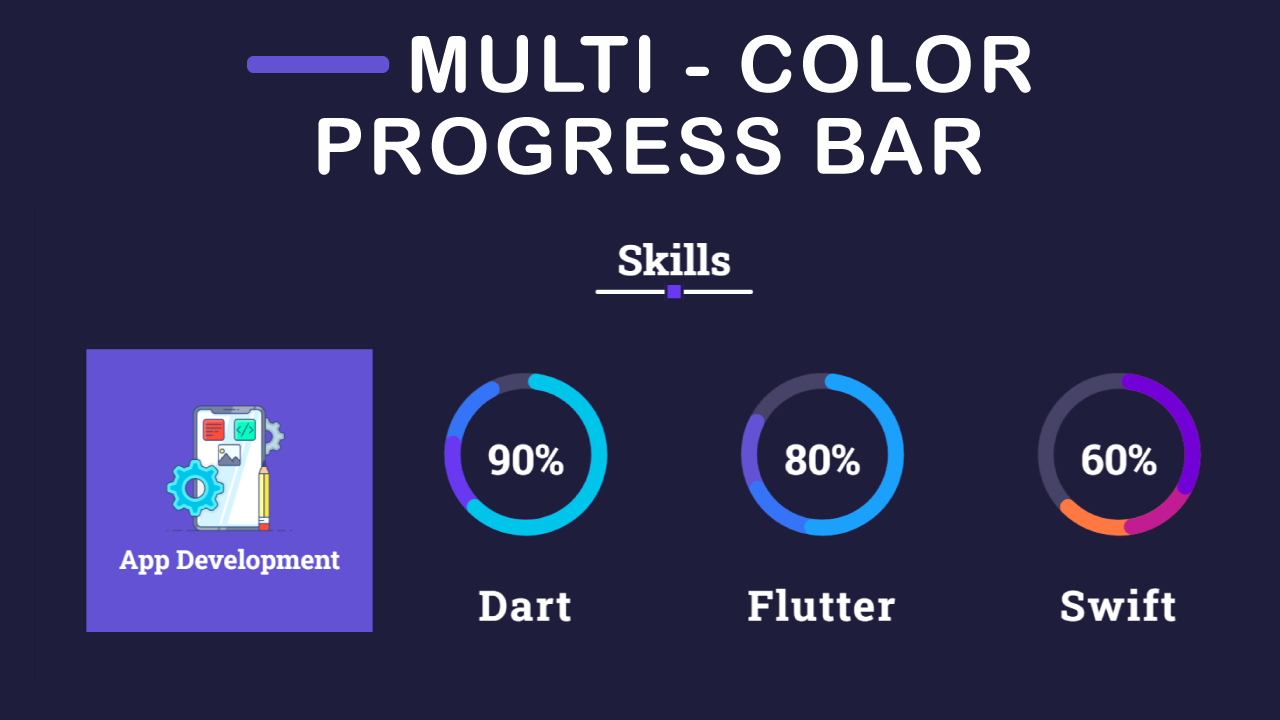 MULTI - COLOR
PROGRESS BAR
Skills
90%
80%
60%
</>
App Development
Dart
Flutter
Swift